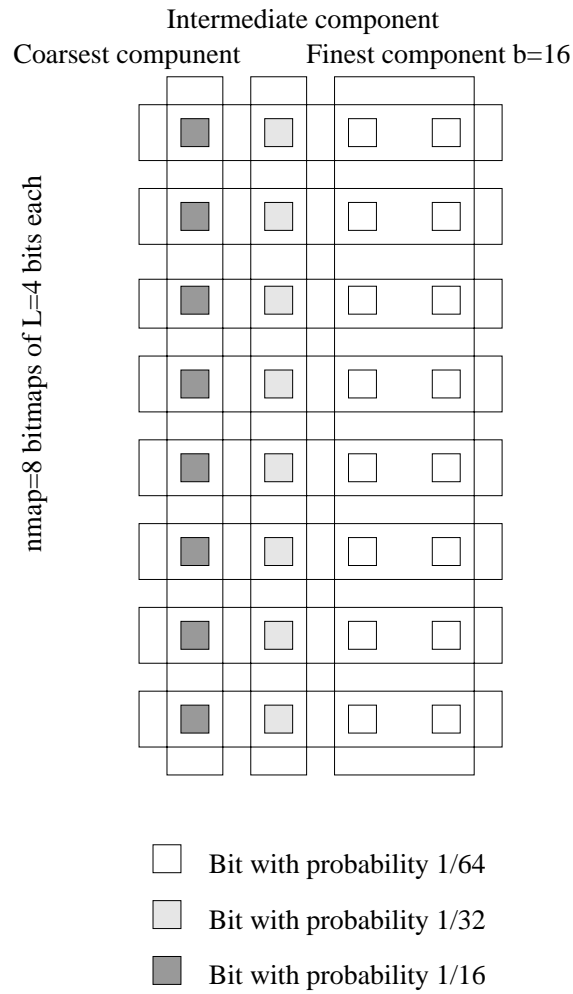 Intermediate component
Coarsest compunent
Finest component b=16
nmap=8 bitmaps of L=4 bits each
Bit with probability 1/64
Bit with probability 1/32
Bit with probability 1/16